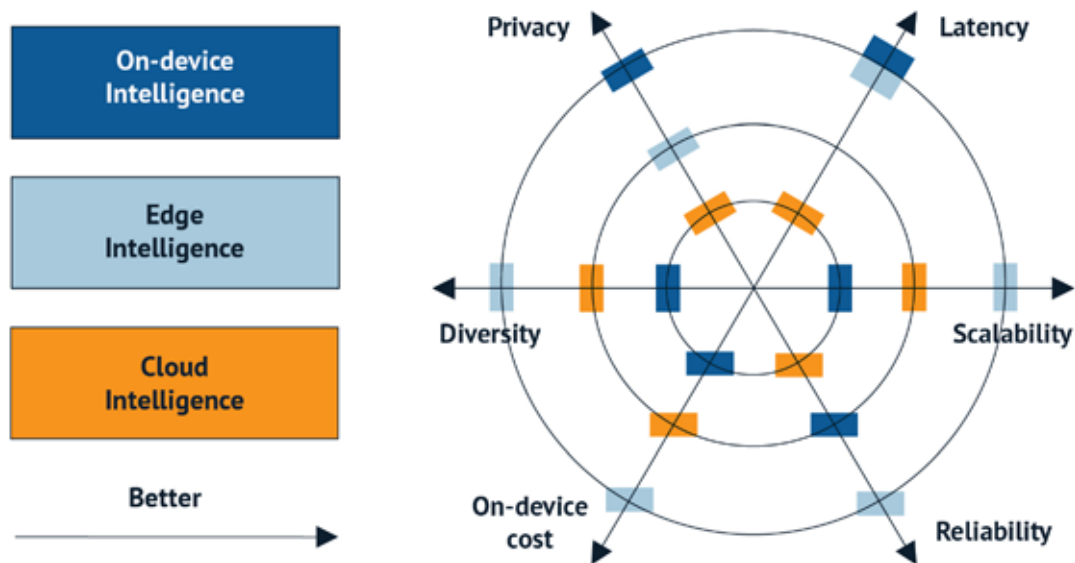 On-device
Intelligence
Edge
Intelligence
Cloud
Intelligence
Better
Privacy
Latency
Diversity
Scalability
On-device
cost
Reliability